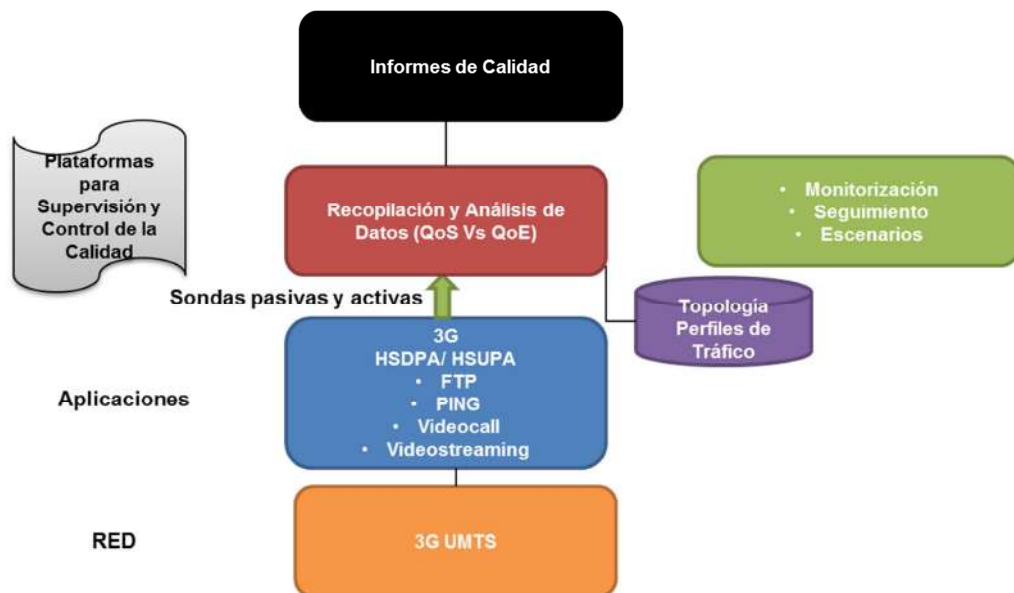 Informes de Calidad
Plataformas
para
Supervisión y
Control de la
Calidad
Recopilación y Análisis de
Datos (QoS Vs QoE)
• Monitorización
• Seguimiento
• Escenarios
Sondas pasivas y activas
Topología
Perfiles de
Tráfico
3G
HSDPA/ HSUPA
• FTP
• PING
• Videocall
• Videostreaming
Aplicaciones
RED
3G UMTS